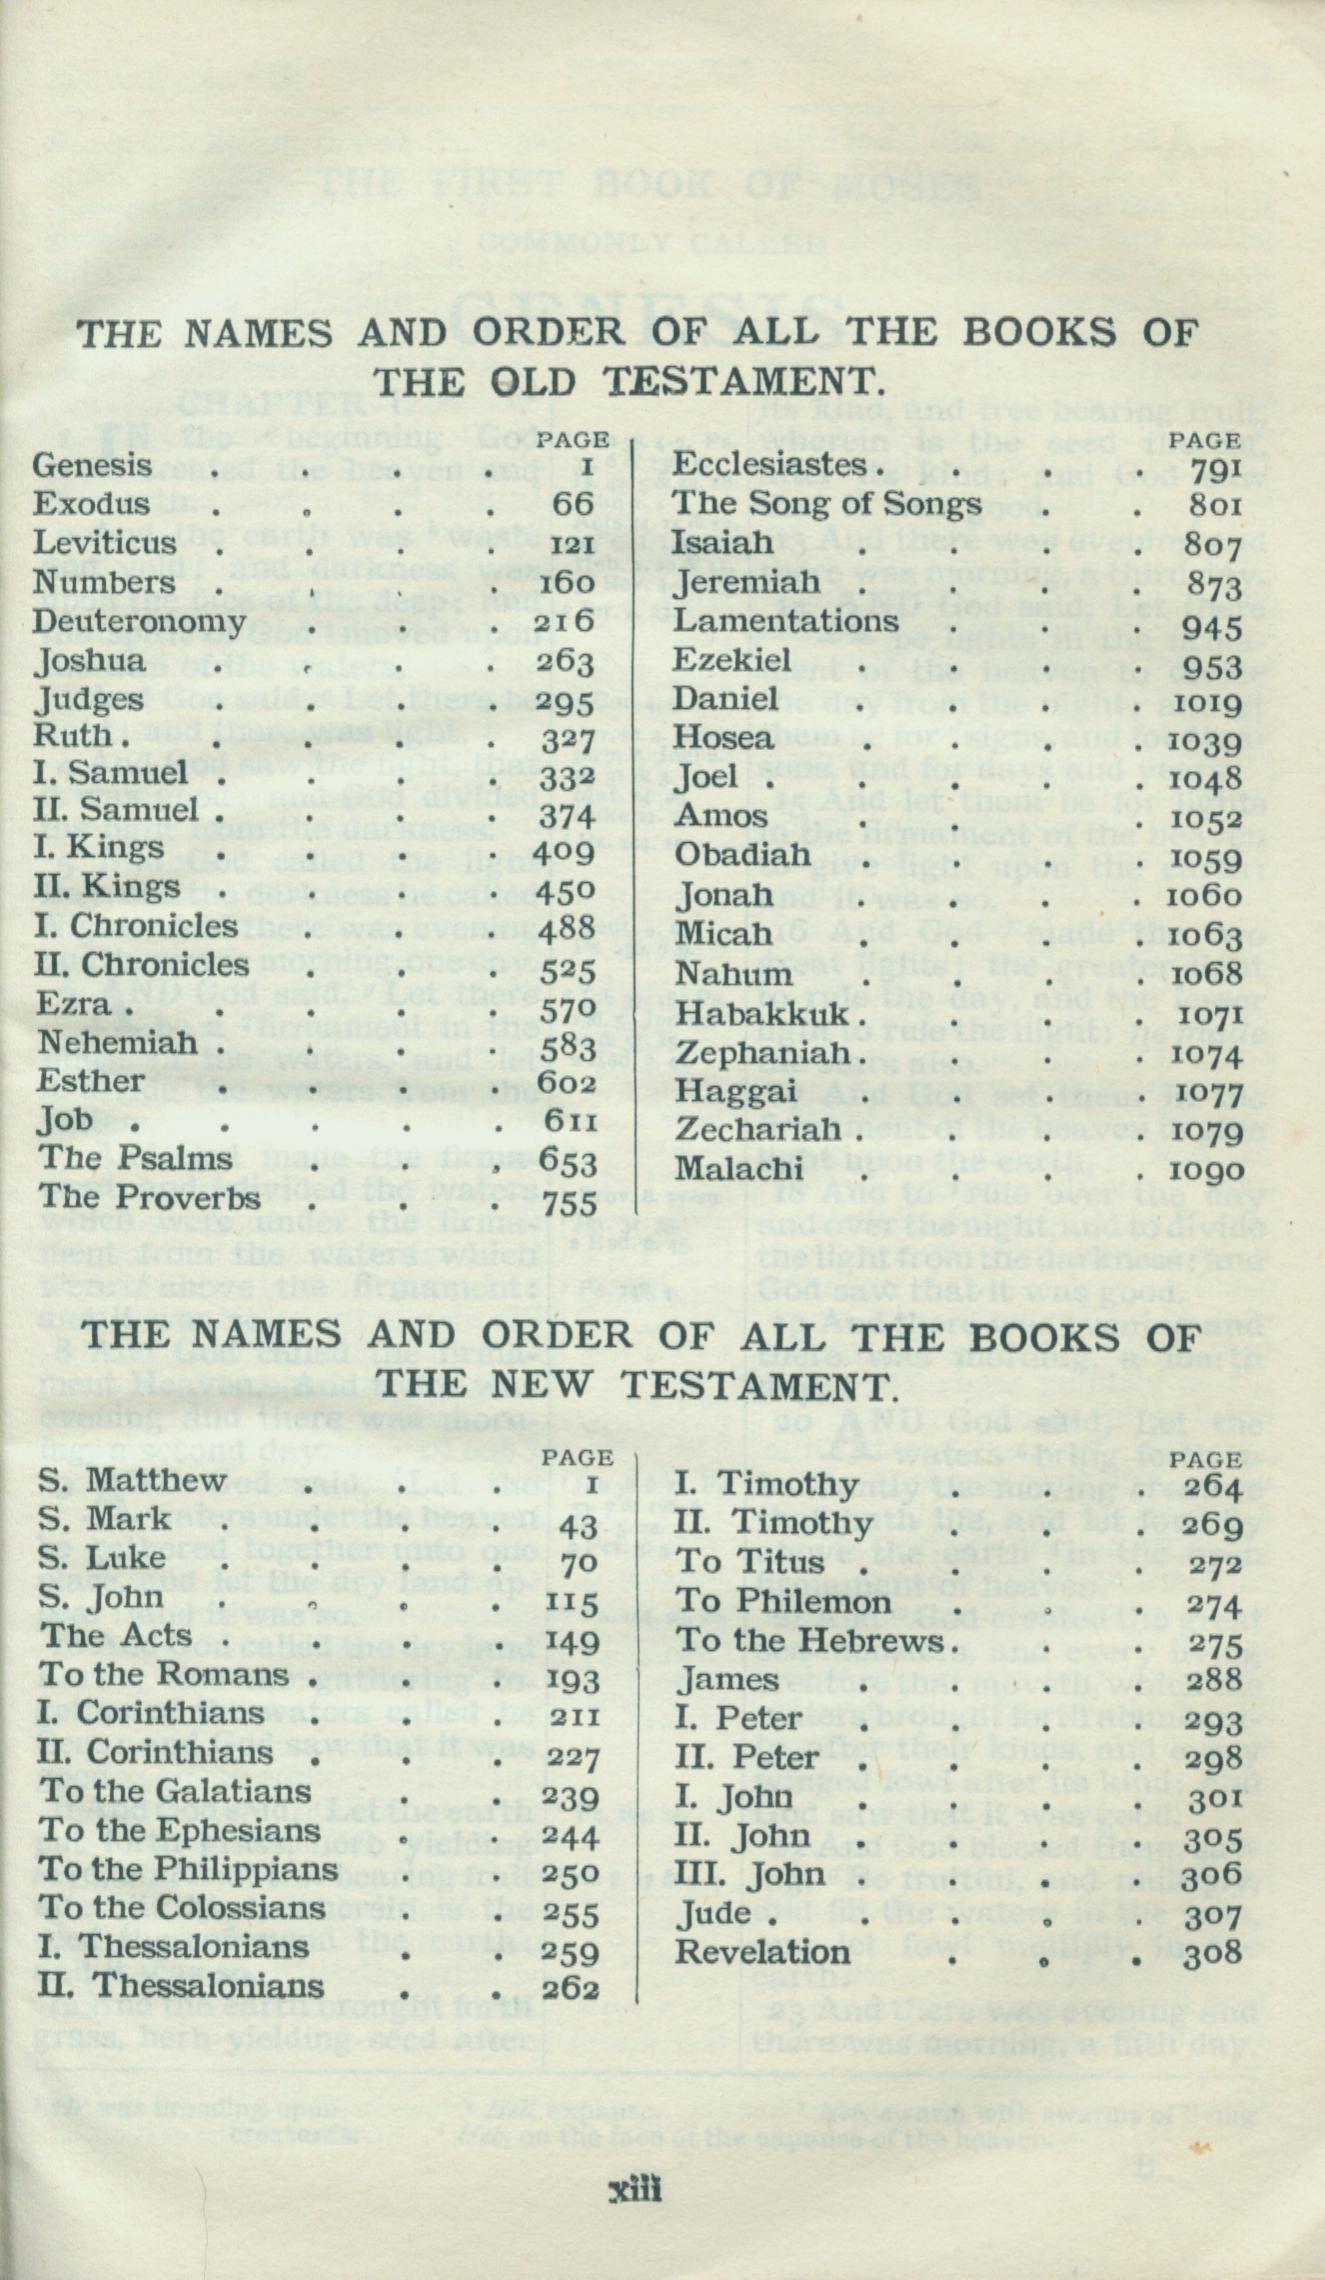 THE NAMES AND ORDER OF ALL THE BOOKS OF
THE OLD TESTAMENT.
PAGE
Genesis . . . . 1
Exodus . . . . 66
Leviticus . . . . 121
Numbers . . . . 160
Deuteronomy . . . 216
Joshua . . . . 263
Judges . . . . 295
Ruth . . . . . 327
I. Samuel . . . . 332
II. Samuel . . . . 374
I. Kings . . . . 409
II. Kings . . . . 450
I. Chronicles . . . 488
II. Chronicles . . . 525
Ezra . . . . . 570
Nehemiah . . . . 583
Esther . . . . 602
Job . . . . . 611
The Psalms . . . 653
The Proverbs . . . 755
PAGE
Ecclesiastes . . . . 791
The Song of Songs . . 801
Isaiah . . . . 807
Jeremiah . . . . 873
Lamentations . . . 945
Ezekiel . . . . 953
Daniel . . . . 1019
Hosea . . . . 1039
Joel . . . . . 1048
Amos . . . . 1052
Obadiah . . . . 1059
Jonah . . . . 1060
Micah . . . . 1063
Nahum . . . . 1068
Habakkuk . . . . 1071
Zephaniah . . . . 1074
Haggai . . . . 1077
Zechariah . . . . 1079
Malachi . . . . 1090
THE NAMES AND ORDER OF ALL THE BOOKS OF
THE NEW TESTAMENT.
PAGE
S. Matthew . . . 1
S. Mark . . . . 43
S. Luke . . . . 70
S. John . . . . 115
The Acts . . . . 149
To the Romans . . . 193
I. Corinthians . . . 211
II. Corinthians . . . 227
To the Galatians . . 239
To the Ephesians . . 244
To the Philippians . . 250
To the Colossians . . 255
I. Thessalonians . . 259
II. Thessalonians . . 262
PAGE
I. Timothy . . . 264
II. Timothy . . . 269
To Titus . . . . 272
To Philemon . . . 274
To the Hebrews . . . 275
James . . . . 288
I. Peter . . . . 293
II. Peter . . . . 298
I. John . . . . 301
II. John . . . . 305
III. John . . . . 306
Jude . . . . . 307
Revelation . . . 308
xiii